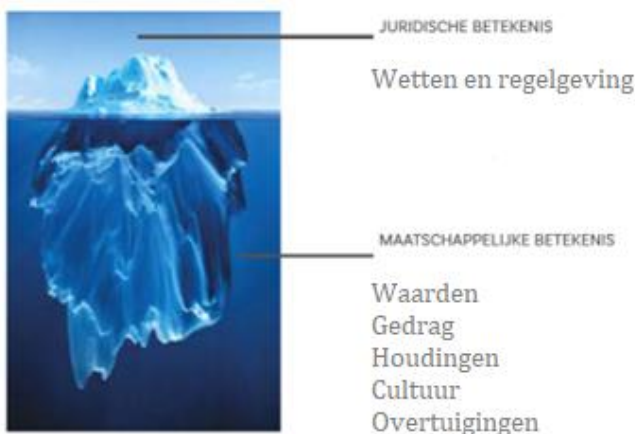 JURIDISCHE BETEKENIS
Wetten en regelgeving
MAATSCHAPPELIJKE BETEKENIS
Waarden
Gedrag
Houdingen
Cultuur
Overtuigingen